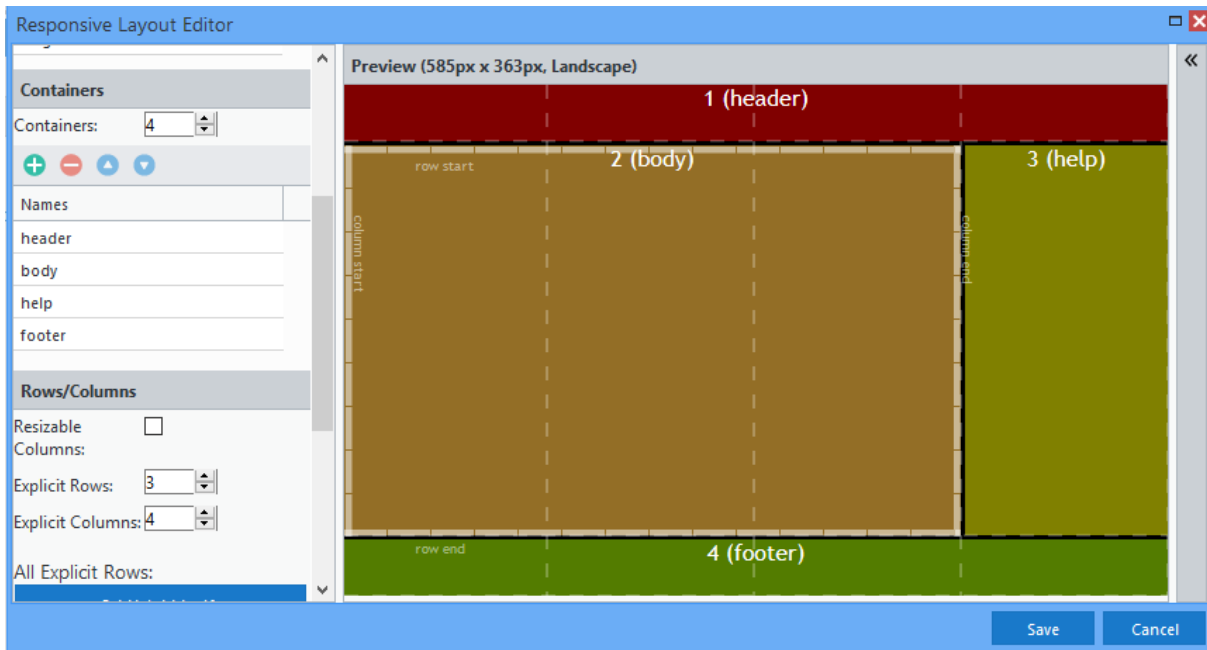 Responsive Layout Editor
Containers
Containers: 4
Names
header
body
help
footer
Rows/Columns
Resizable
Columns:
Explicit Rows: 3
Explicit Columns: 4
All Explicit Rows:
Preview (585px x 363px, Landscape)
1 (header)
row start
2 (body)
3 (help)
column start
column end
row end
4 (footer)
Save
Cancel